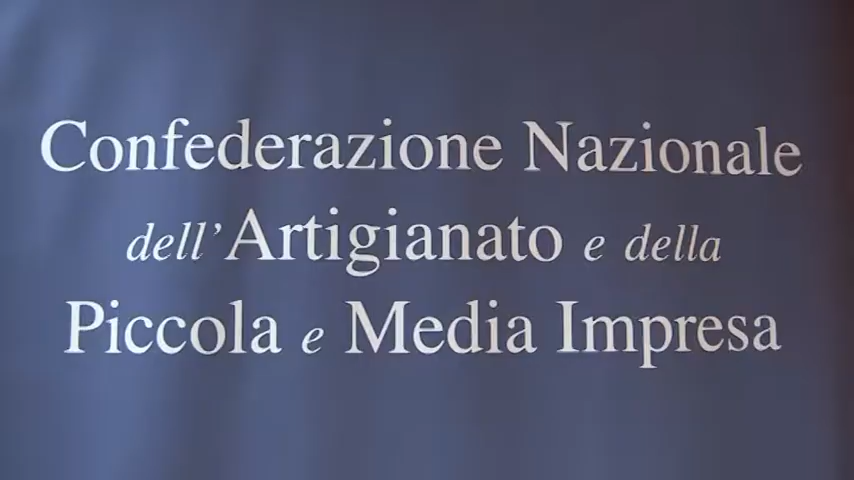 Confederazione Nazionale
dell'Artigianato e della
Piccola e Media Impresa